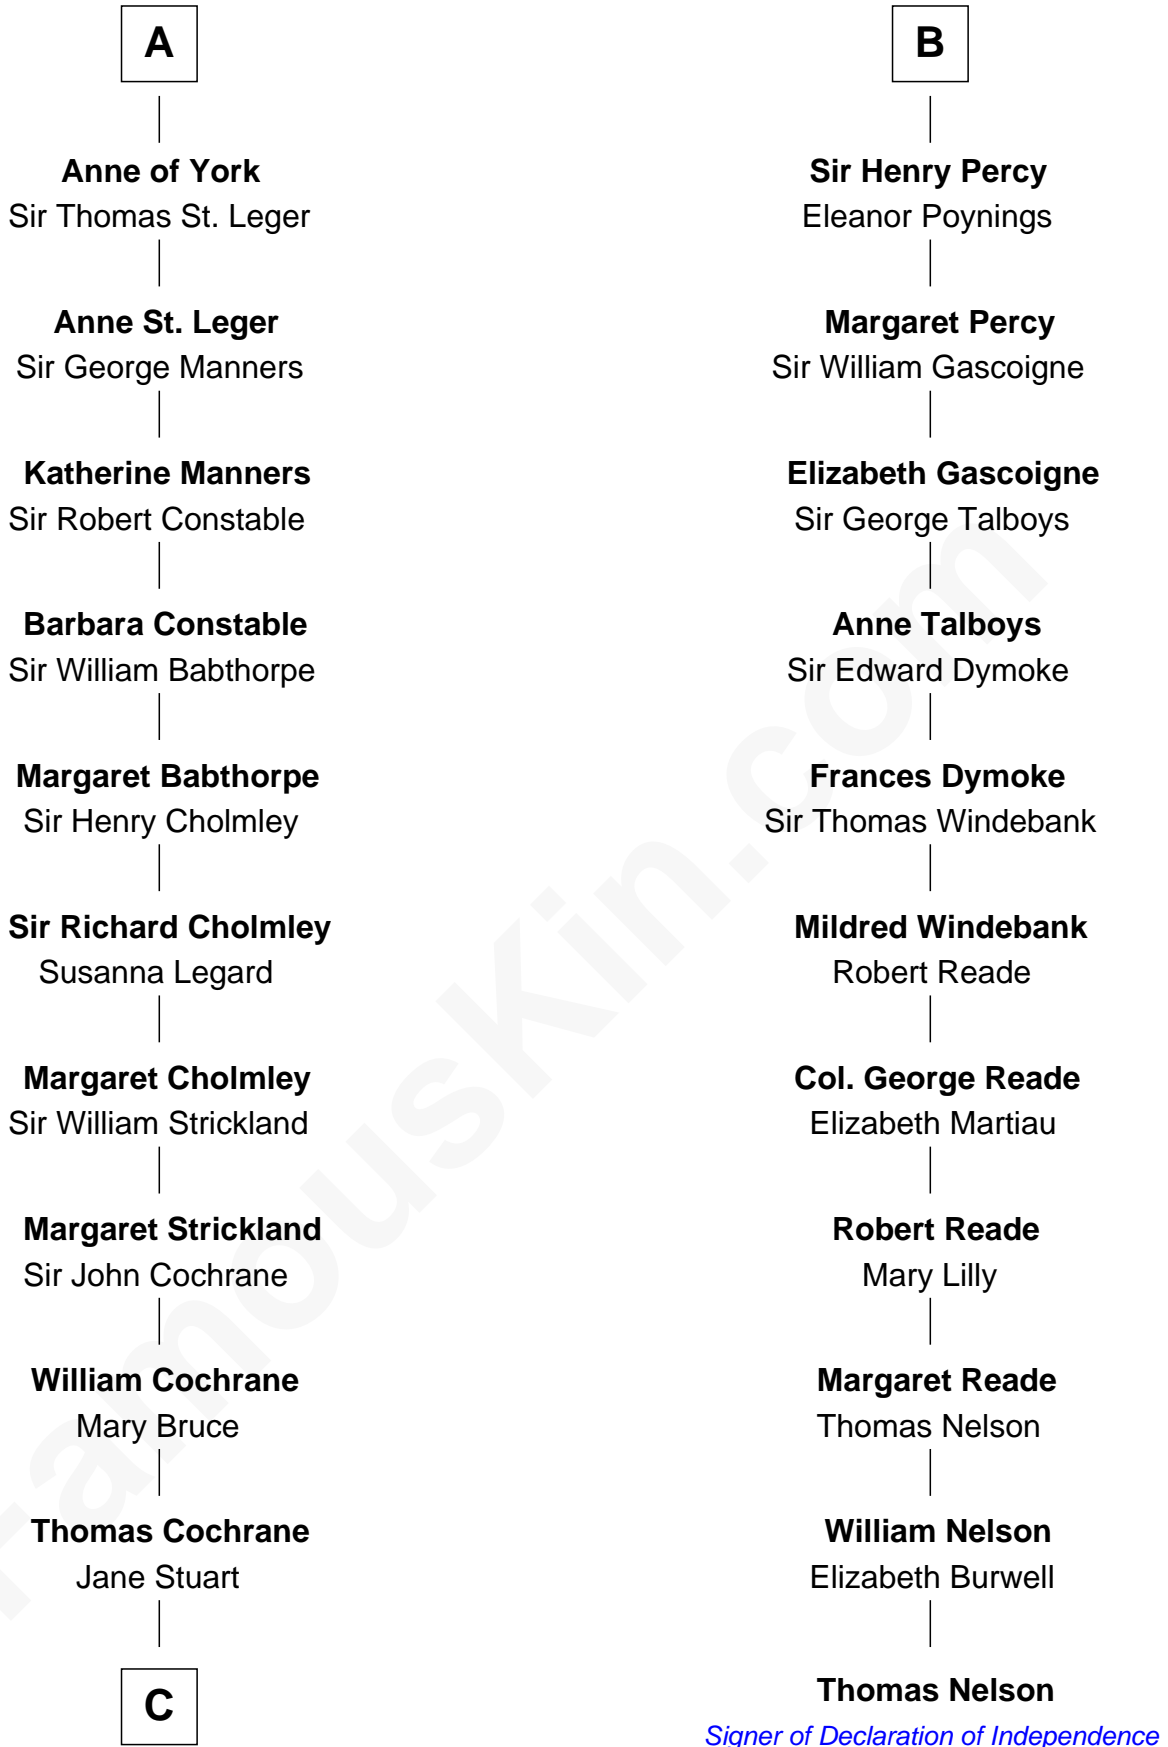 A
Anne of York
Sir Thomas St. Leger
Anne St. Leger
Sir George Manners
Katherine Manners
Sir Robert Constable
Barbara Constable
Sir William Babthorpe
Margaret Babthorpe
Sir Henry Cholmley
Sir Richard Cholmley
Susanna Legard
Margaret Cholmley
Sir William Strickland
Margaret Strickland
Sir John Cochrane
William Cochrane
Mary Bruce
Thomas Cochrane
Jane Stuart
C
B
Sir Henry Percy
Eleanor Poynings
Margaret Percy
Sir William Gascoigne
Elizabeth Gascoigne
Sir George Talboys
Anne Talboys
Sir Edward Dymoke
Frances Dymoke
Sir Thomas Windebank
Mildred Windebank
Robert Reade
Col. George Reade
Elizabeth Martiau
Robert Reade
Mary Lilly
Margaret Reade
Thomas Nelson
William Nelson
Elizabeth Burwell
Thomas Nelson
Signer of Declaration of Independence
FamousKin.com